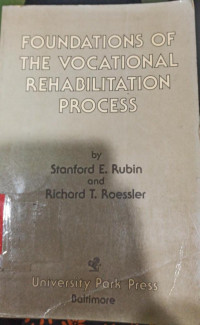 FOUNDATIONS OF
THE VOCATIONAL
REHABILITATION
PROCESS
by
Stanford E. Rubin
and
Richard T. Roessler
University Park Press
Baltimore